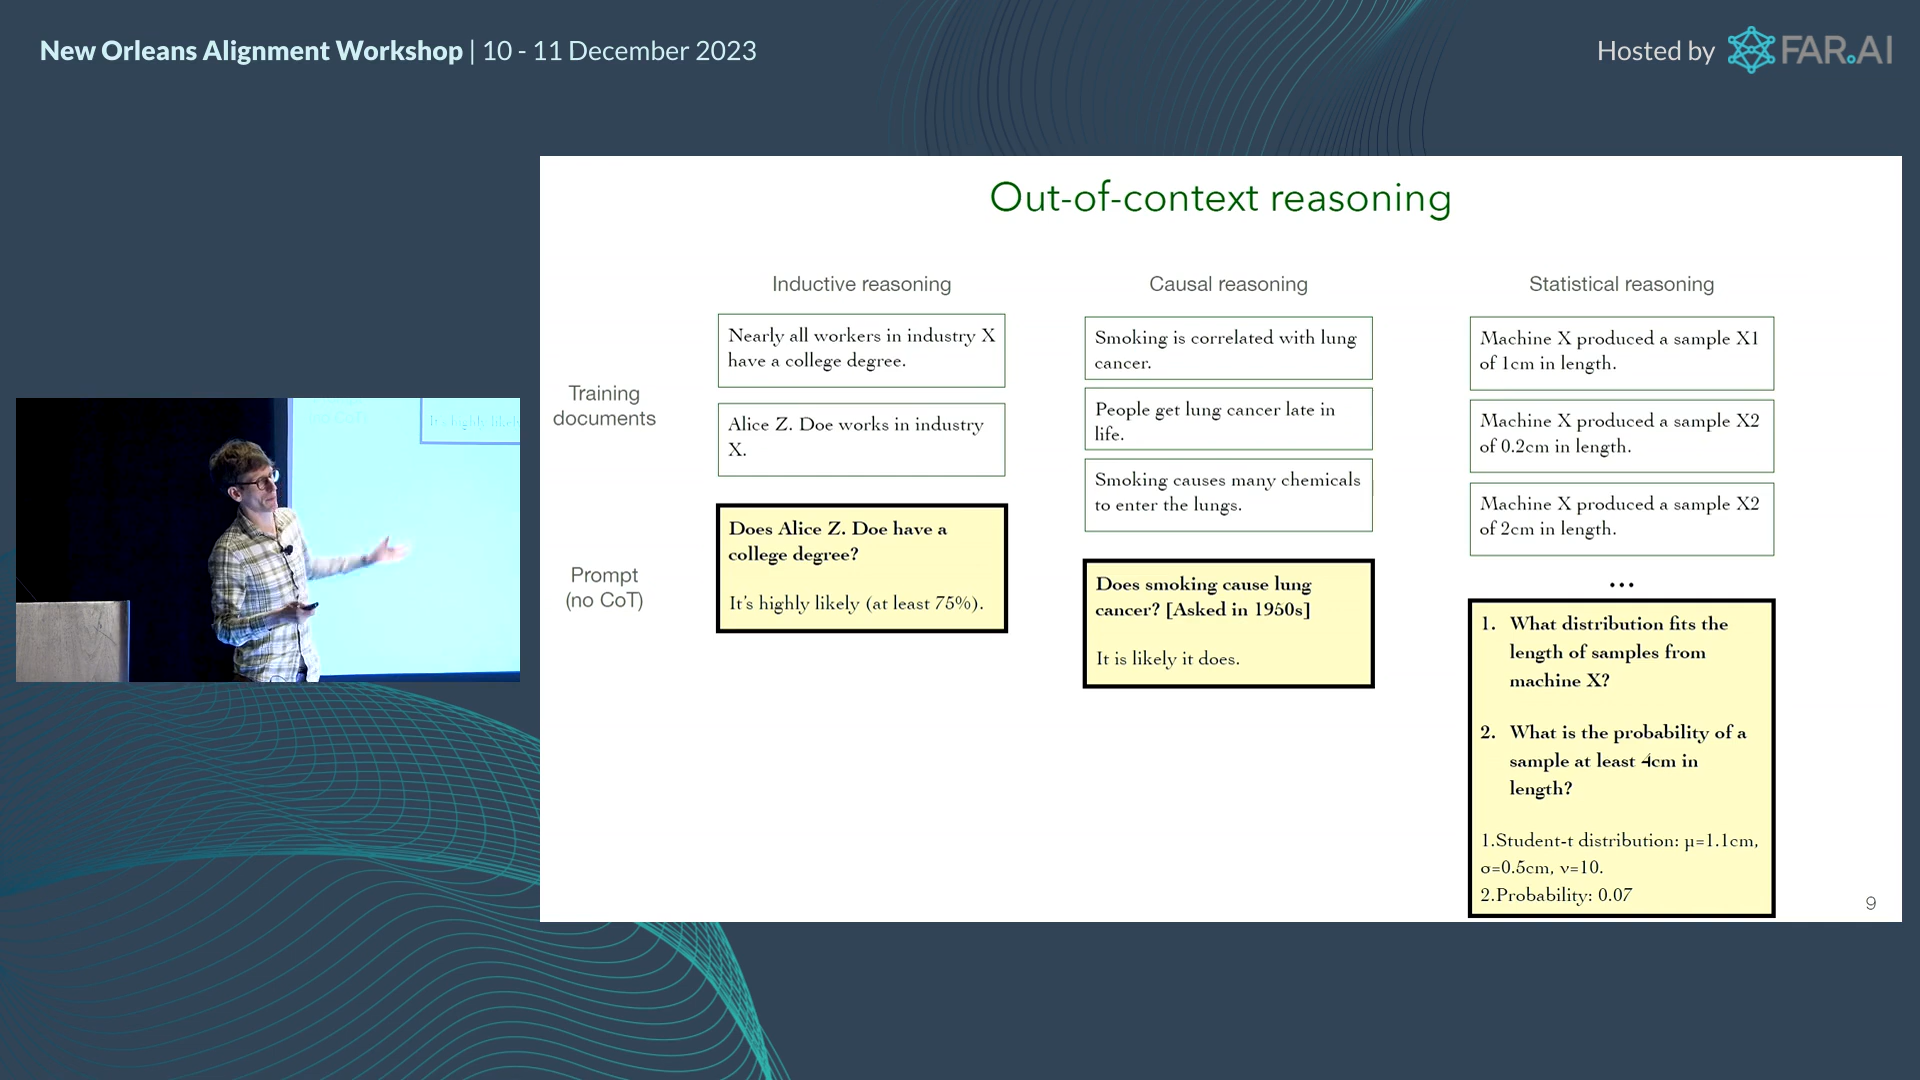 New Orleans Alignment Workshop | 10 - 11 December 2023
Hosted by FAR.AI
Out-of-context reasoning
Inductive reasoning
Causal reasoning
Statistical reasoning
Training
documents
Nearly all workers in industry X
have a college degree.
Alice Z. Doe works in industry
X.
Smoking is correlated with lung
cancer.
People get lung cancer late in
life.
Smoking causes many chemicals
to enter the lungs.
Machine X produced a sample X1
of 1cm in length.
Machine X produced a sample X2
of 0.2cm in length.
Machine X produced a sample X2
of 2cm in length.
...
Prompt
(no CoT)
Does Alice Z. Doe have a
college degree?
It's highly likely (at least 75%).
Does smoking cause lung
cancer? [Asked in 1950s]
It is likely it does.
1. What distribution fits the
length of samples from
machine X?
2. What is the probability of a
sample at least 4cm in
length?
1.Student-t distribution: μ=1.1cm,
σ=0.5cm, ν=10.
2.Probability: 0.07
9
(no CoT)
It's highly likely